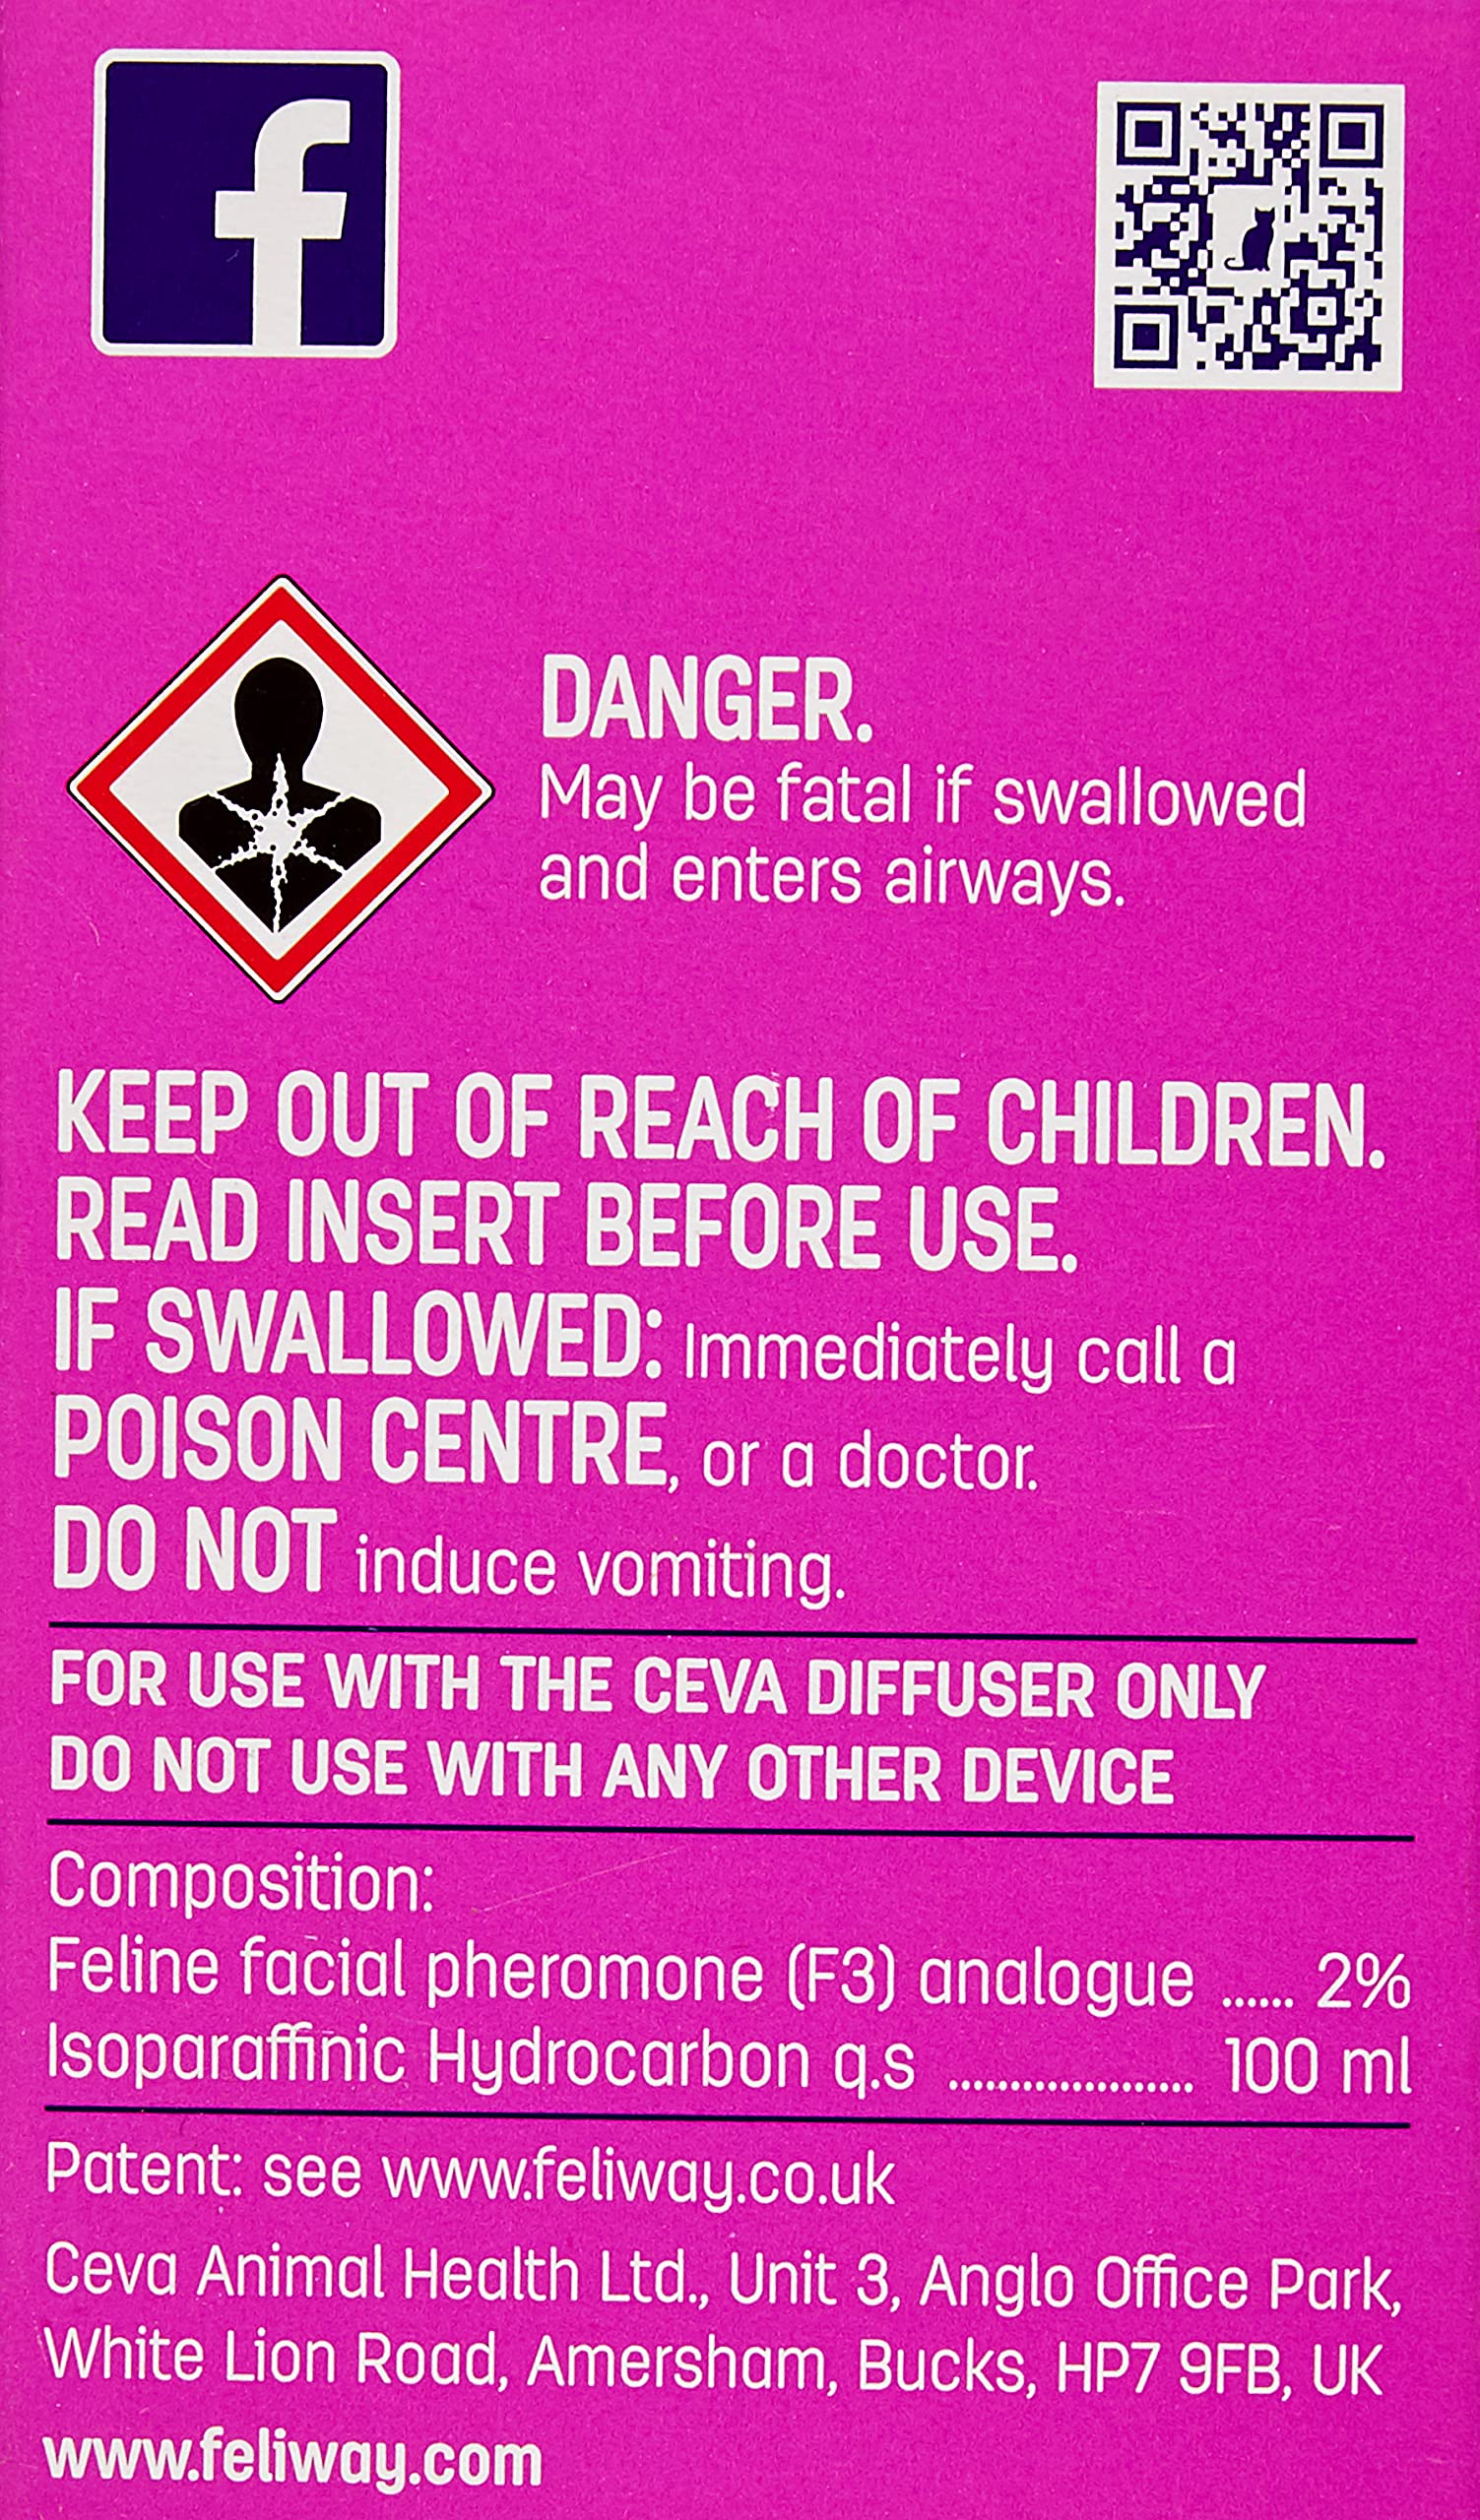 f
DANGER.
May be fatal if swallowed
and enters airways.
KEEP OUT OF REACH OF CHILDREN.
READ INSERT BEFORE USE.
IF SWALLOWED: Immediately call a
POISON CENTRE, or a doctor.
DO NOT induce vomiting.
FOR USE WITH THE CEVA DIFFUSER ONLY
DO NOT USE WITH ANY OTHER DEVICE
Composition:
Feline facial pheromone (F3) analogue ...... 2%
Isoparaffinic Hydrocarbon q.s .................... 100 ml
Patent: see www.feliway.co.uk
Ceva Animal Health Ltd., Unit 3, Anglo Office Park,
White Lion Road, Amersham, Bucks, HP7 9FB, UK
www.feliway.com